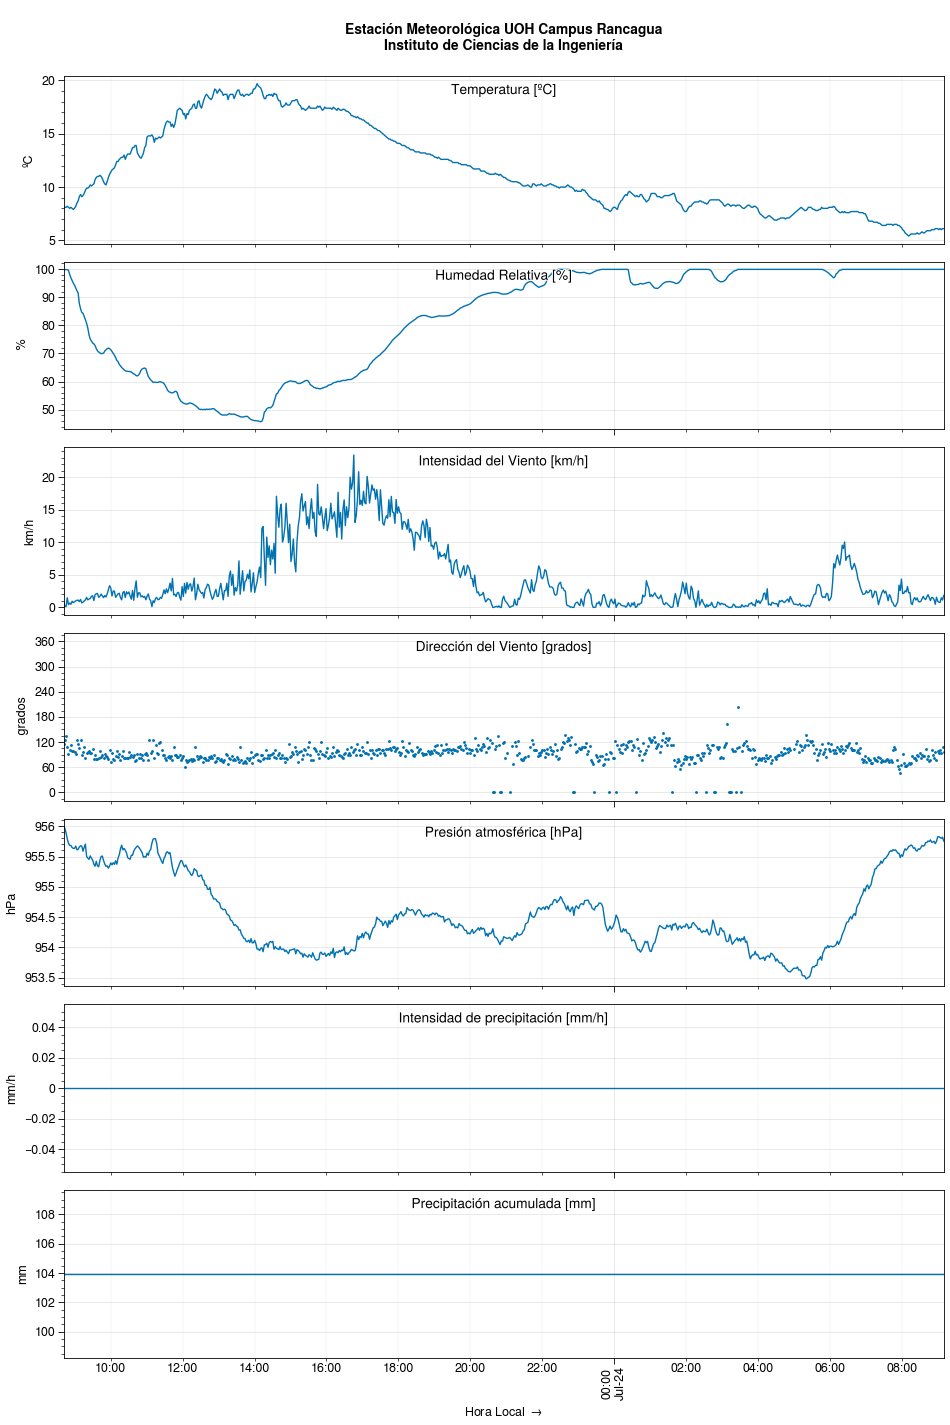 Estación Meteorológica UOH Campus Rancagua
Instituto de Ciencias de la Ingeniería
Temperatura [ºC]
20
15
10
5
ºC
Humedad Relativa [%]
100
90
80
70
60
50
%
Intensidad del Viento [km/h]
20
15
10
5
0
km/h
Dirección del Viento [grados]
360
300
240
180
120
60
0
grados
Presión atmosférica [hPa]
956
955.5
955
954.5
954
953.5
hPa
Intensidad de precipitación [mm/h]
0.04
0.02
0
−0.02
−0.04
mm/h
Precipitación acumulada [mm]
108
106
104
102
100
mm
10:00 12:00 14:00 16:00 18:00 20:00 22:00 00:00 02:00 04:00 06:00 08:00
Jul-24
Hora Local →